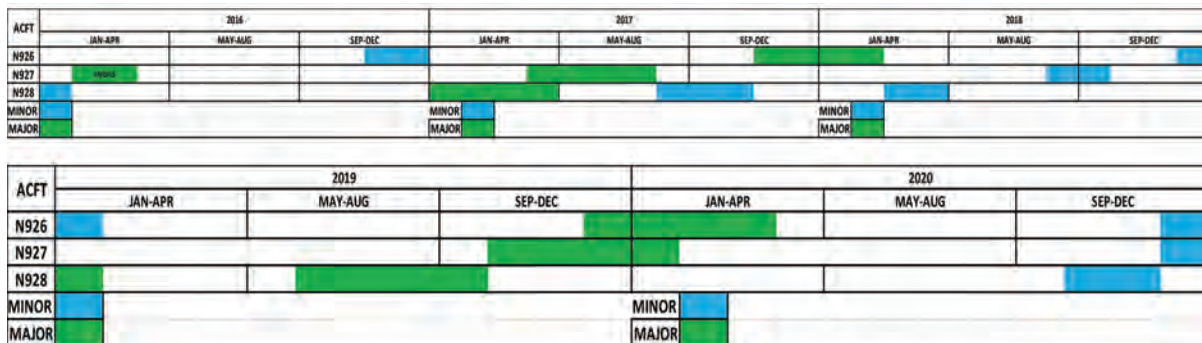 ACFT 2016 2017 2018
JAN-APR MAY-AUG SEP-DEC JAN-APR MAY-AUG SEP-DEC JAN-APR MAY-AUG SEP-DEC
N926
N927
N928
MINOR MINOR MINOR
MAJOR MAJOR MAJOR
ACFT 2019 2020
JAN-APR MAY-AUG SEP-DEC JAN-APR MAY-AUG SEP-DEC
N926
N927
N928
MINOR MINOR
MAJOR MAJOR